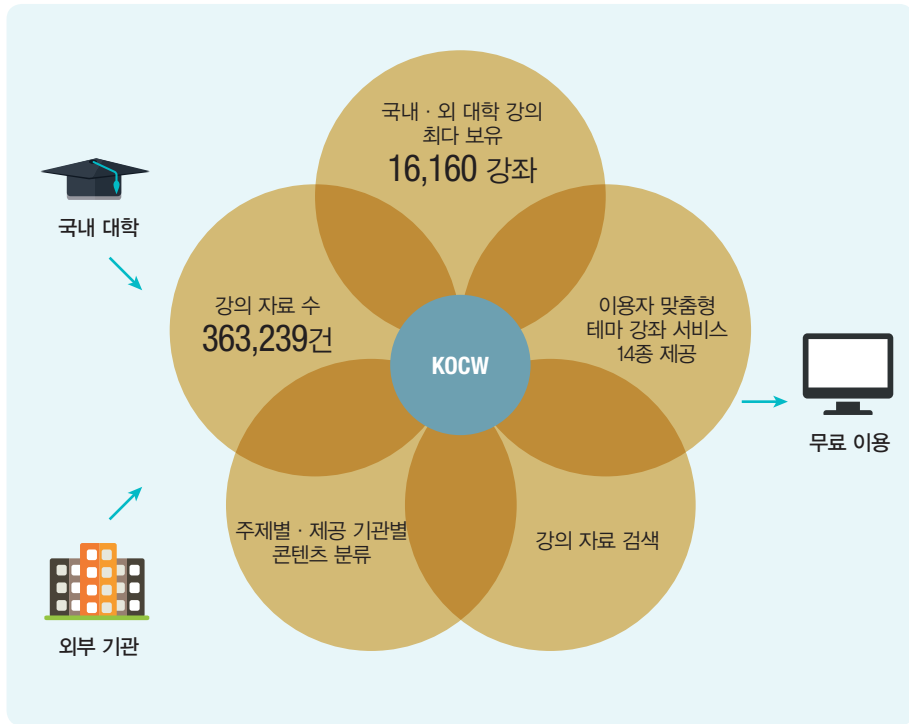 국내 · 외 대학 강의
최다 보유
16,160 강좌
국내 대학
강의 자료 수
363,239건
이용자 맞춤형
테마 강좌 서비스
14종 제공
KOCW
무료 이용
주제별 · 제공 기관별
콘텐츠 분류
강의 자료 검색
외부 기관